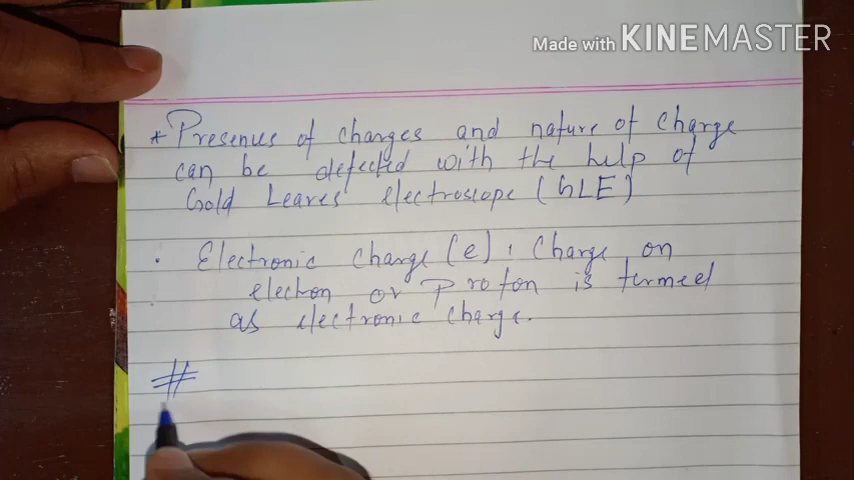 Made with KINEMASTER
* Presenus of charges and nature of charge
can be detected with the help of
Gold Leaves electroscope (GLE)
. Electronic charge (e) , Charge on
electron or Proton is termed
as electronic charge.
#